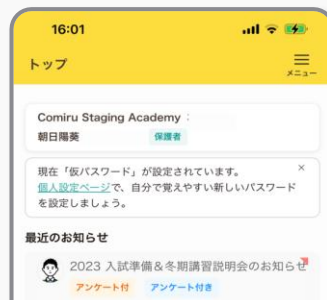 16:01
トップ
メニュー
Comiru Staging Academy :
朝日陽葵 保護者
現在「仮パスワード」が設定されています。 ×
個人設定ページで、自分で覚えやすい新しいパスワード
を設定しましょう。
最近のお知らせ
2023 入試準備＆冬期講習説明会のお知らせ
アンケート付 アンケート付き